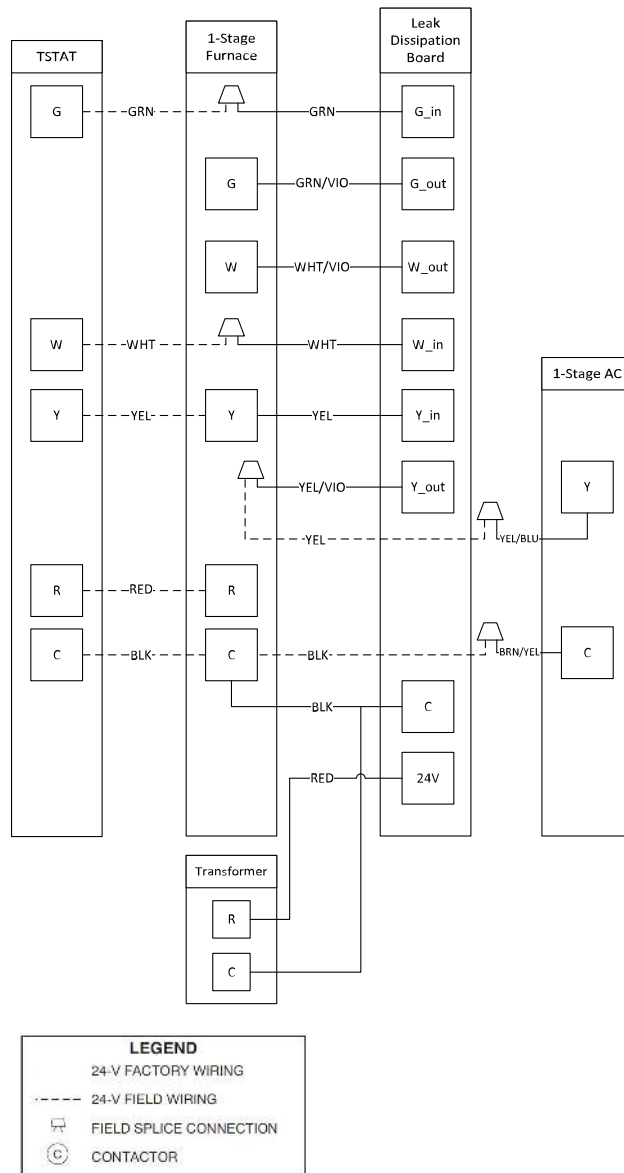 TSTAT
1-Stage
Furnace
Leak
Dissipation
Board
G
GRN
GRN
G_in
G
GRN/VIO
G_out
W
WHT/VIO
W_out
W
WHT
WHT
W_in
1-Stage AC
Y
YEL
Y
YEL
Y_in
YEL/VIO
Y_out
Y
YEL
YEL/BLU
R
RED
R
C
BLK
C
BLK
BRN/YEL
C
BLK
C
RED
24V
Transformer
R
C
LEGEND
24-V FACTORY WIRING
24-V FIELD WIRING
FIELD SPLICE CONNECTION
C CONTACTOR